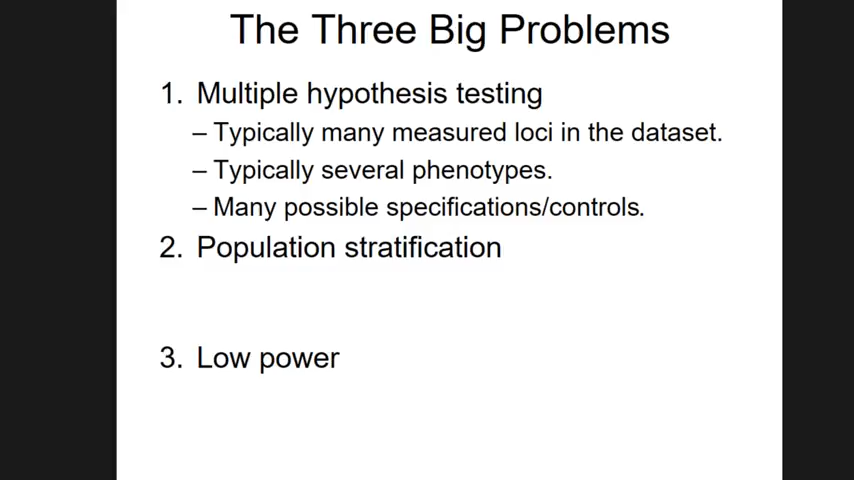 The Three Big Problems
1. Multiple hypothesis testing
– Typically many measured loci in the dataset.
– Typically several phenotypes.
– Many possible specifications/controls.
2. Population stratification
3. Low power